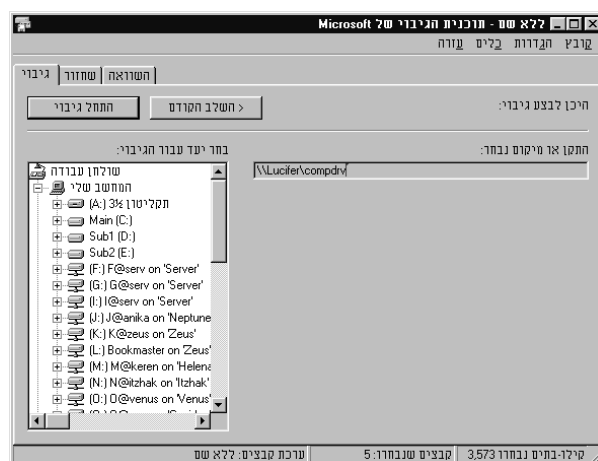 ללא שם - תוכנית הגיבוי של Microsoft
קובץ הגדרות כלים עזרה
גיבוי שחזור השוואה
היכן לבצע גיבוי:
< השלב הקודם
התחל גיבוי
התקן או מיקום נבחר:
\\Lucifer\compdrv
בחר יעד עבור הגיבוי:
שולחן עבודה
המחשב שלי
תקליטון 3½ (A:)
Main (C:)
Sub1 (D:)
Sub2 (E:)
(F:) F@serv on 'Server'
(G:) G@serv on 'Server'
(I:) I@serv on 'Server'
(J:) J@anika on 'Neptune
(K:) K@zeus on 'Zeus'
(L:) Bookmaster on 'Zeus'
(M:) M@keren on 'Helena
(N:) N@itzhak on 'Itzhak'
(O:) O@venus on 'Venus'
קילו-בתים נבחרו 3,573
קבצים שנבחרו: 5
ערכת קבצים: ללא שם